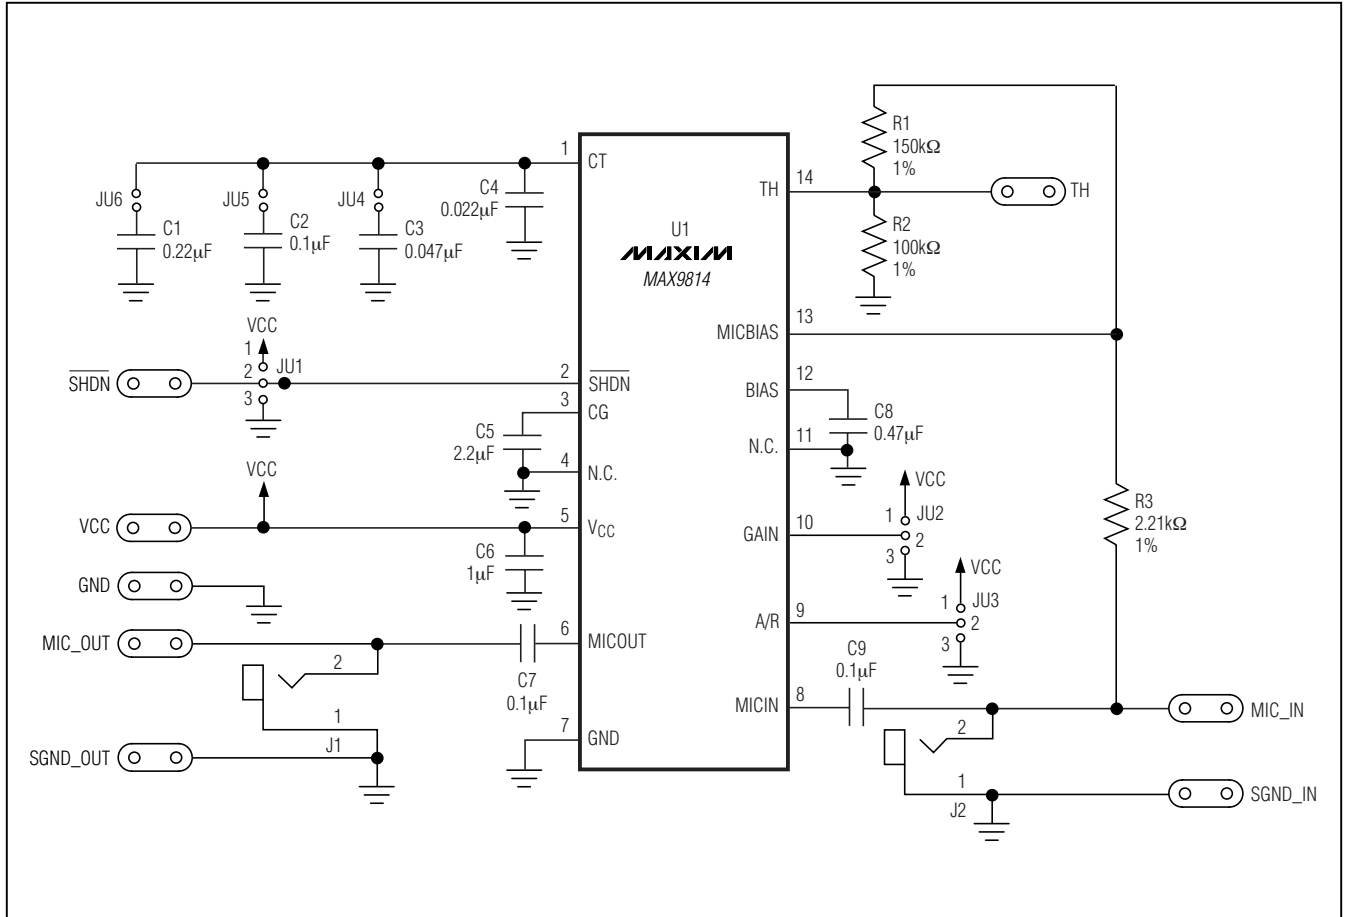 1
CT
JU6
C1
0.22µF
JU5
C2
0.1µF
JU4
C3
0.047µF
C4
0.022µF
VCC
1
2
3
JU1
SHDN
2
SHDN
3
CG
C5
2.2µF
4
N.C.
VCC
VCC
5
VCC
C6
1µF
GND
MIC_OUT
2
1
J1
C7
0.1µF
6
MICOUT
7
GND
SGND_OUT
U1
MAXIM
MAX9814
R1
150kΩ
1%
14
TH
TH
R2
100kΩ
1%
13
MICBIAS
12
BIAS
C8
0.47µF
11
N.C.
VCC
1
JU2
2
3
10
GAIN
R3
2.21kΩ
1%
VCC
1
JU3
2
3
9
A/R
C9
0.1µF
8
MICIN
2
1
J2
MIC_IN
SGND_IN